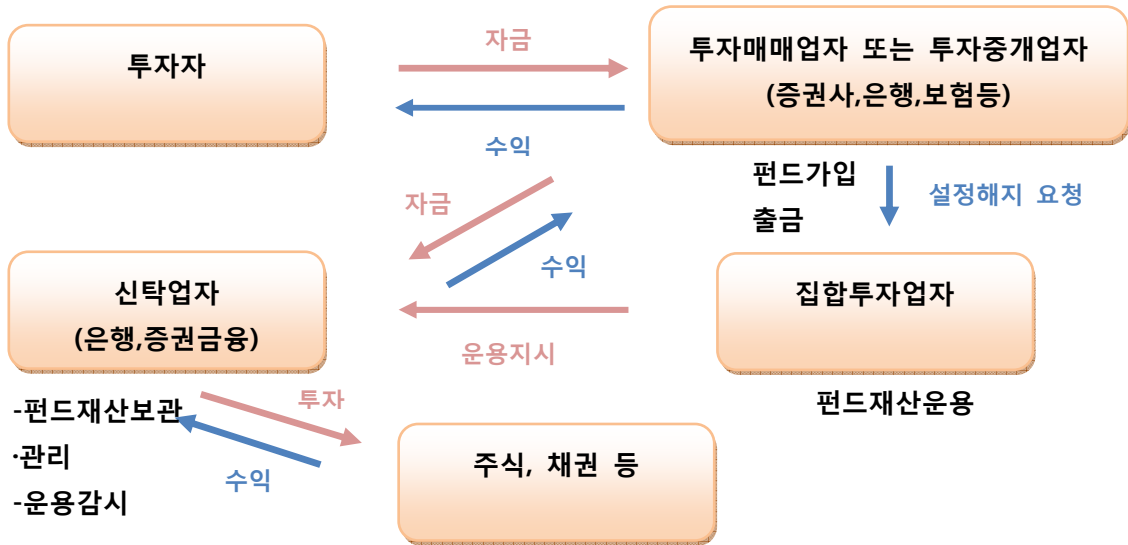 투자자
자금
수익
투자매매업자 또는 투자중개업자
(증권사,은행,보험등)
펀드가입
출금
설정해지 요청
자금
수익
신탁업자
(은행,증권금융)
집합투자업자
운용지시
펀드재산운용
-펀드재산보관
·관리
-운용감시
투자
수익
주식, 채권 등